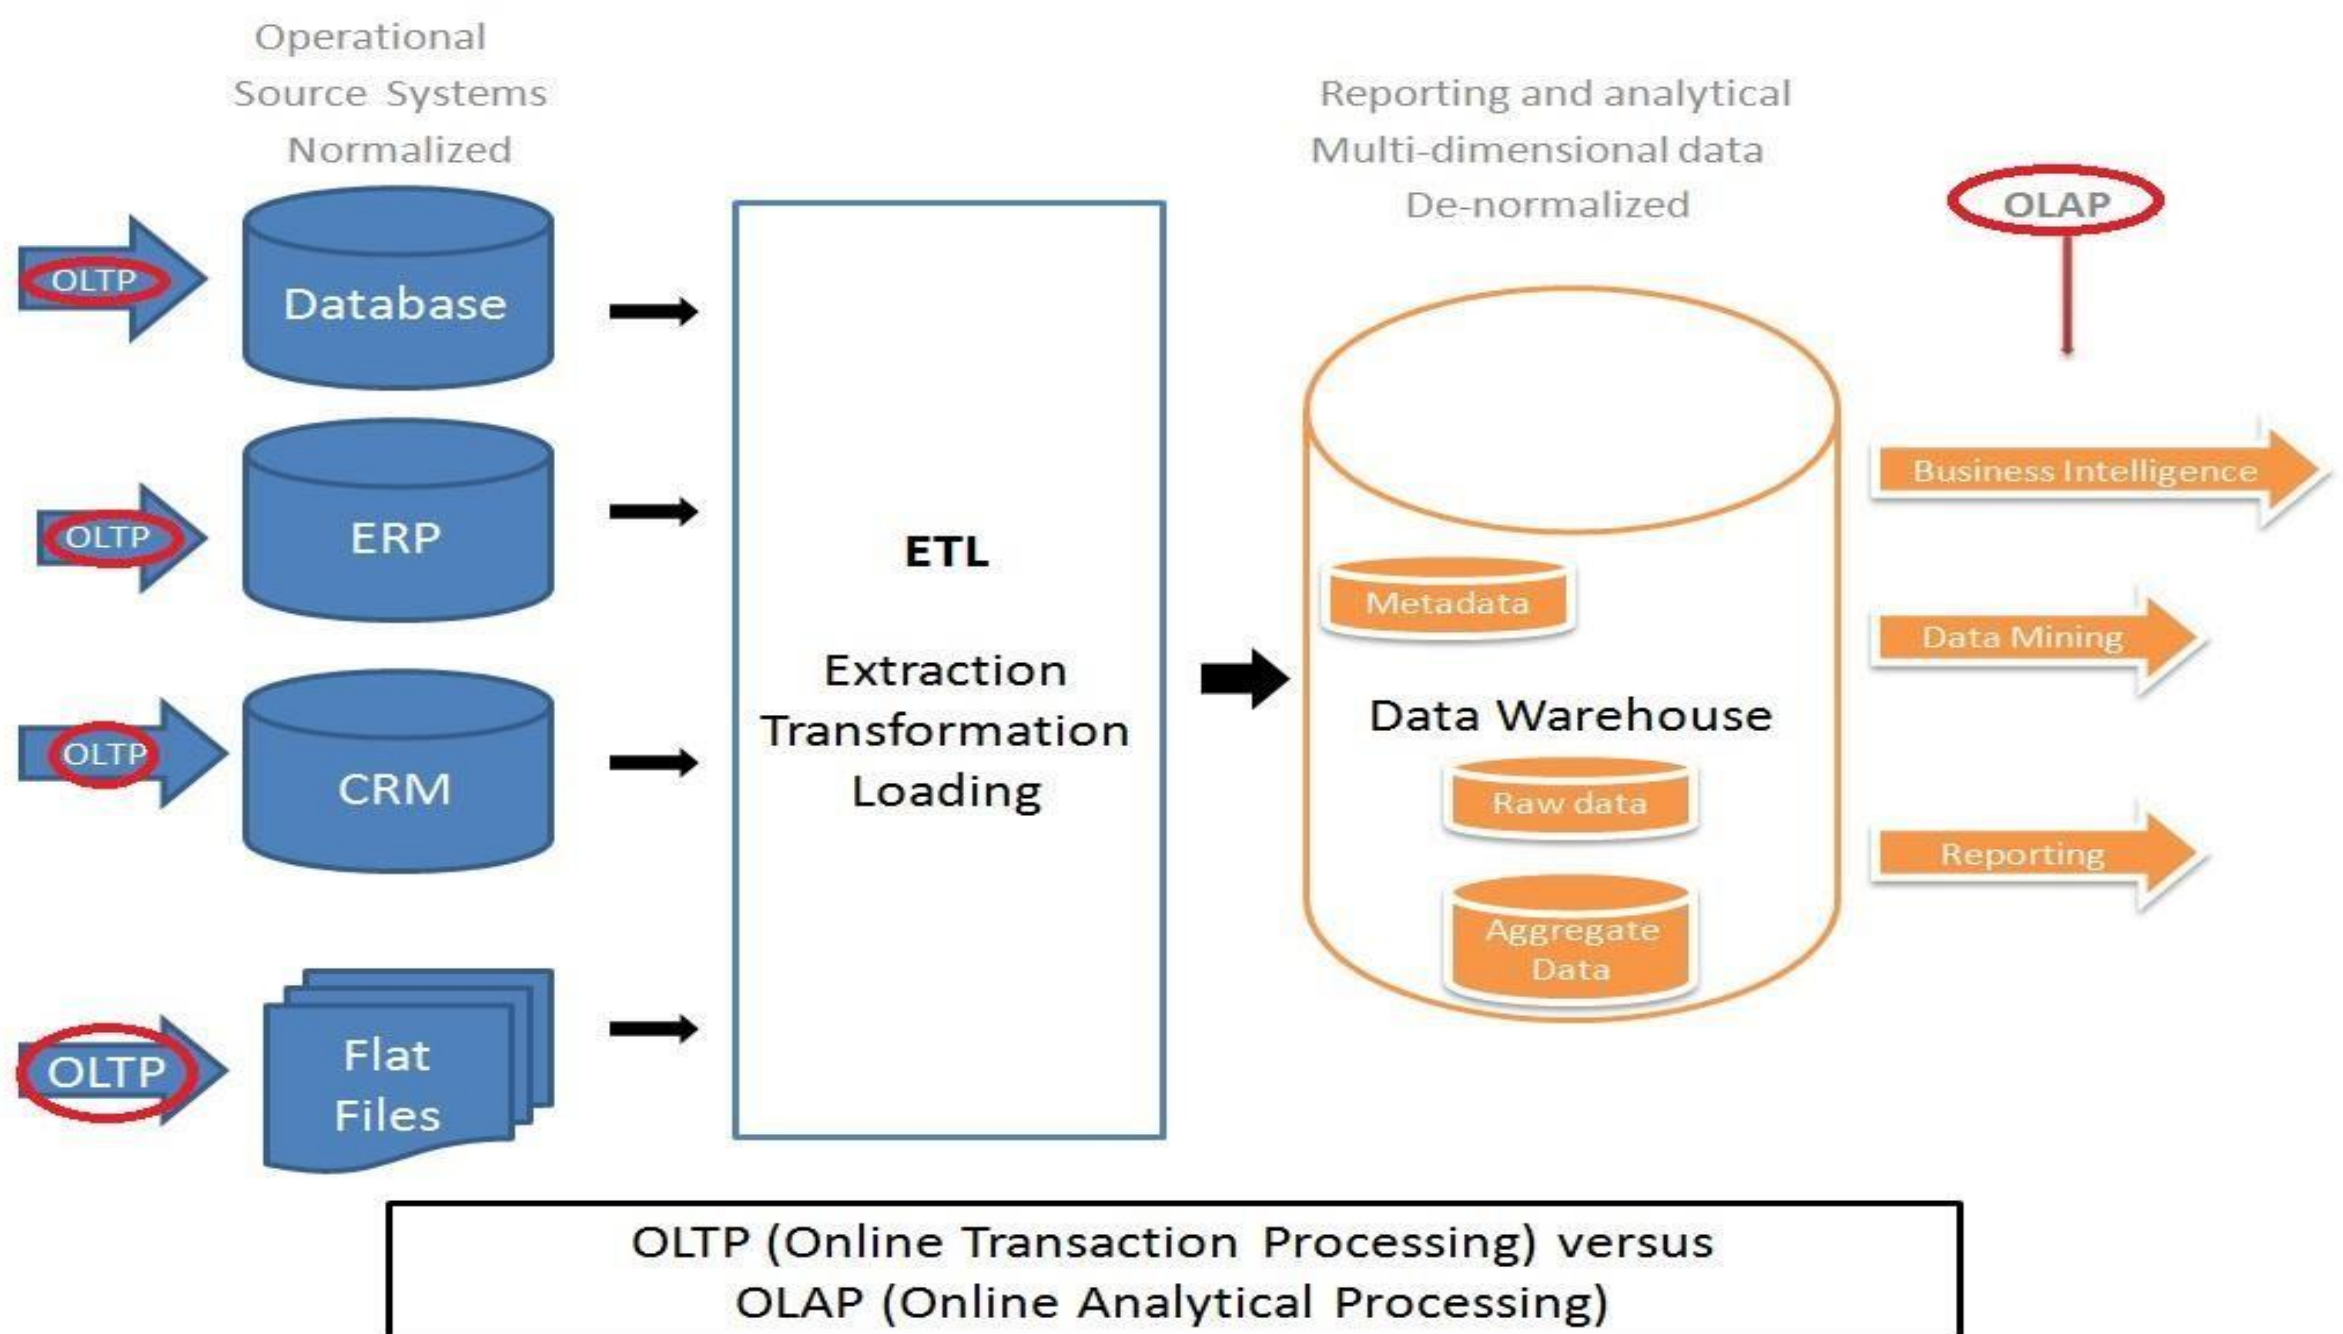 Operational
Source Systems
Normalized
Reporting and analytical
Multi-dimensional data
De-normalized
OLAP
OLTP
Database
OLTP
ERP
OLTP
CRM
OLTP
Flat
Files
ETL
Extraction
Transformation
Loading
Metadata
Data Warehouse
Raw data
Aggregate
Data
Business Intelligence
Data Mining
Reporting
OLTP (Online Transaction Processing) versus
OLAP (Online Analytical Processing)